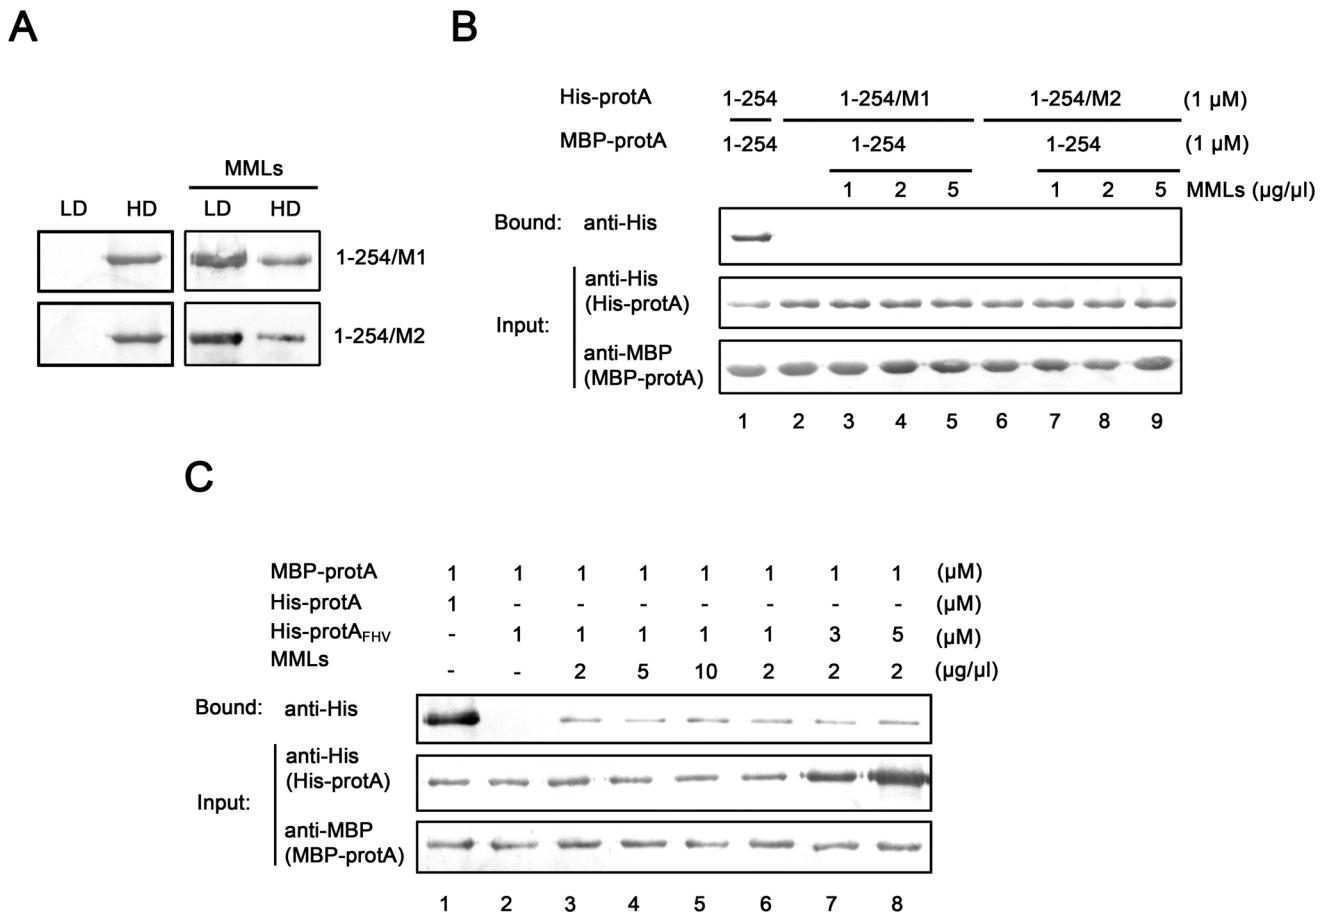 A
MMLs
LD HD LD HD
1-254/M1
1-254/M2
B
His-protA 1-254 1-254/M1 1-254/M2 (1 µM)
MBP-protA 1-254 1-254 1-254 (1 µM)
1 2 5 1 2 5 MMLs (µg/µl)
Bound: anti-His
anti-His
(His-protA)
Input:
anti-MBP
(MBP-protA)
1 2 3 4 5 6 7 8 9
C
MBP-protA 1 1 1 1 1 1 1 1 (µM)
His-protA 1 - - - - - - - (µM)
His-protAFHV - 1 1 1 1 1 3 5 (µM)
MMLs - - 2 5 10 2 2 2 (µg/µl)
Bound: anti-His
anti-His
(His-protA)
Input:
anti-MBP
(MBP-protA)
1 2 3 4 5 6 7 8